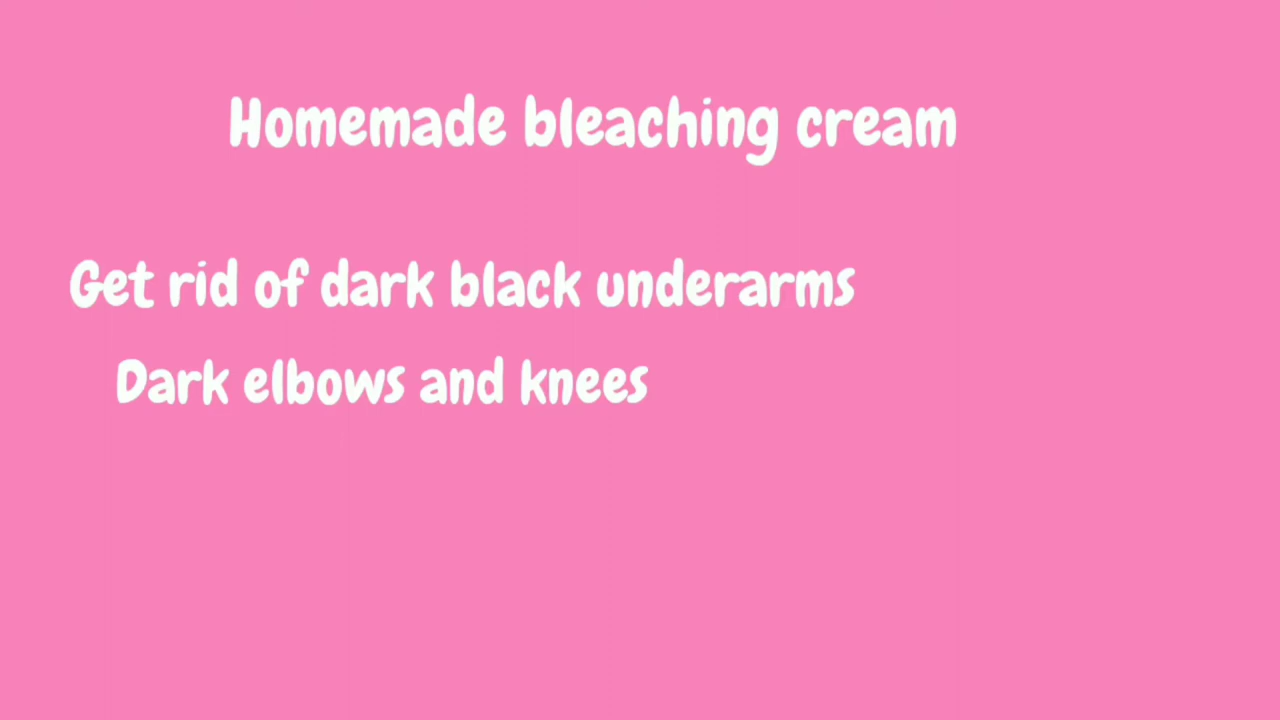 Homemade bleaching cream
Get rid of dark black underarms
Dark elbows and knees